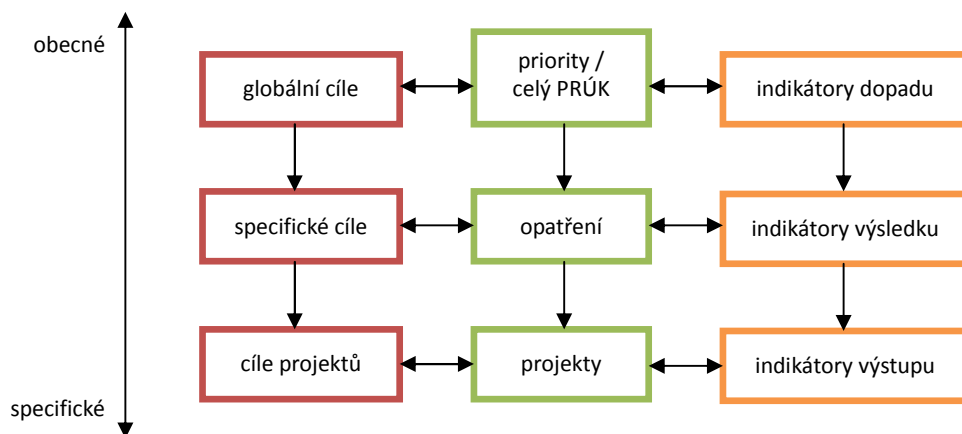 obecné
globální cíle
priority /
celý PRÚK
indikátory dopadu
specifické cíle
opatření
indikátory výsledku
cíle projektů
projekty
indikátory výstupu
specifické